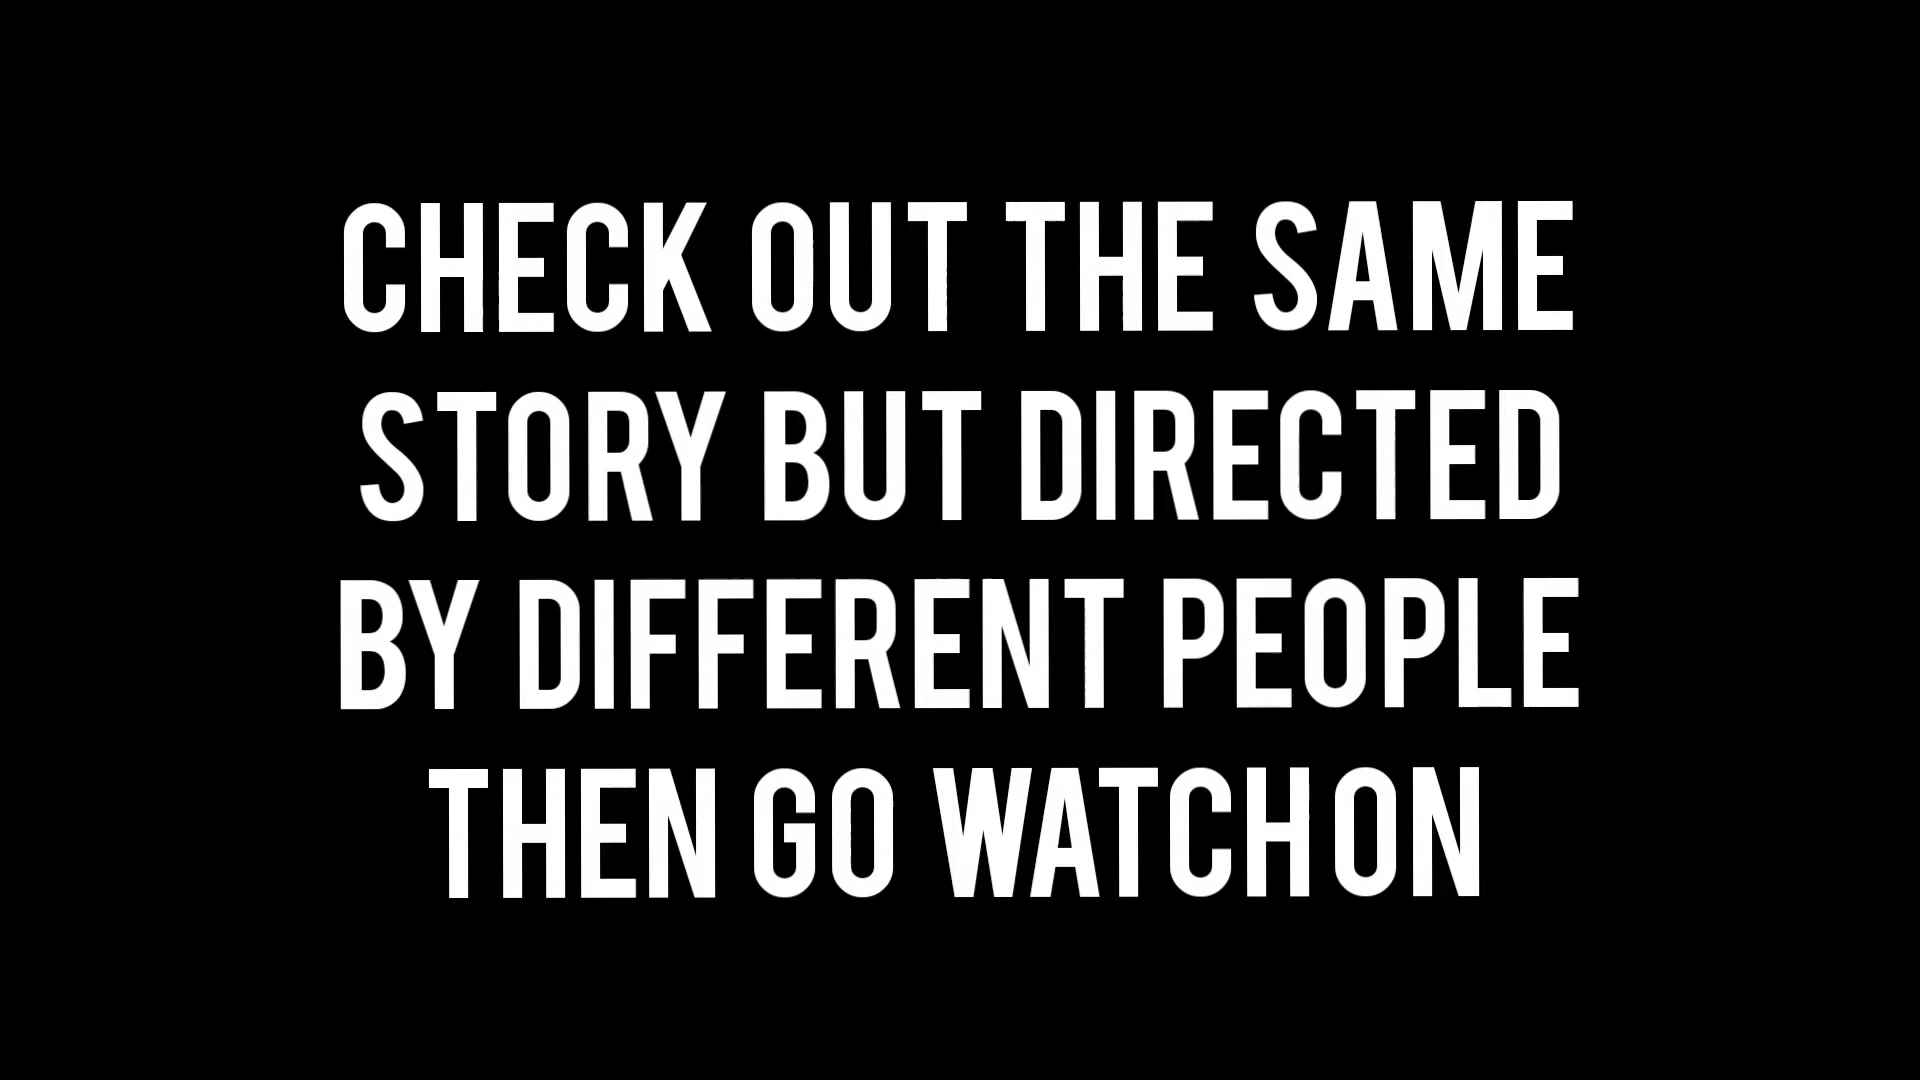 CHECK OUT THE SAME
STORY BUT DIRECTED
BY DIFFERENT PEOPLE
THEN GO WATCH ON